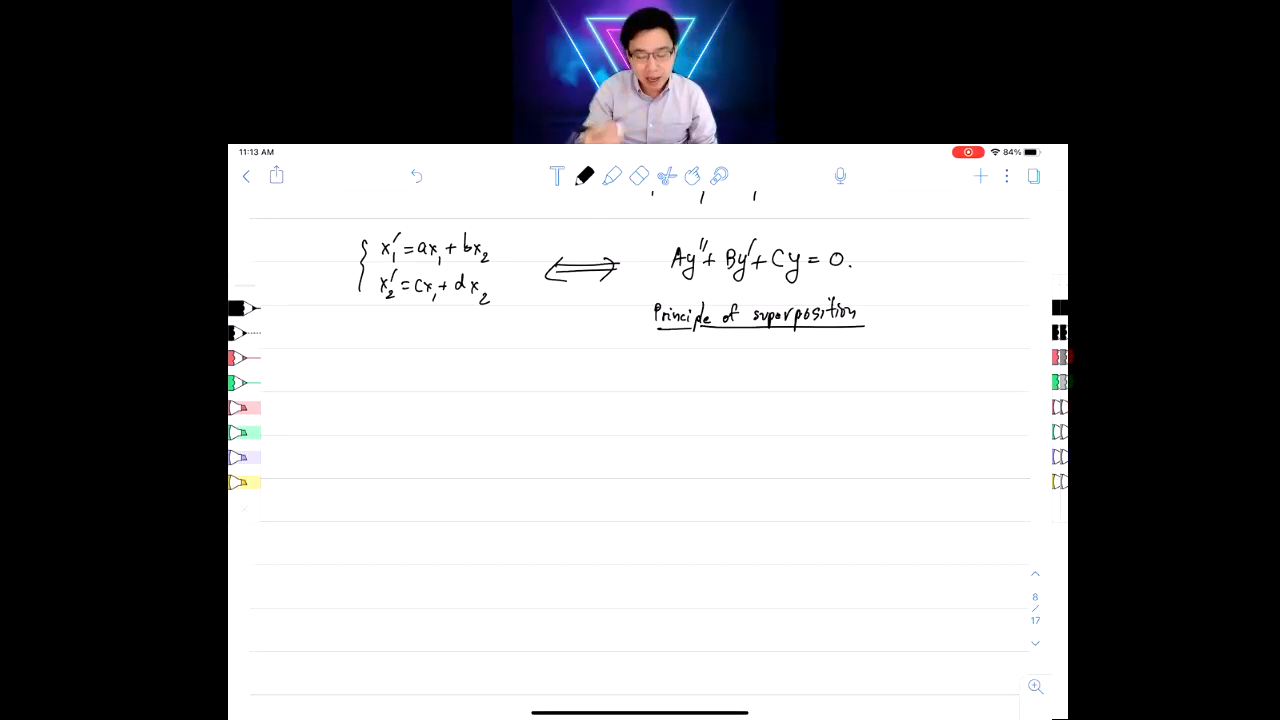 11:13 AM
84%
T
x₁' = ax₁ + bx₂
x₂' = cx₁ + dx₂
⟺
Ay'' + By' + Cy = 0.
Principle of superposition
8
/
17